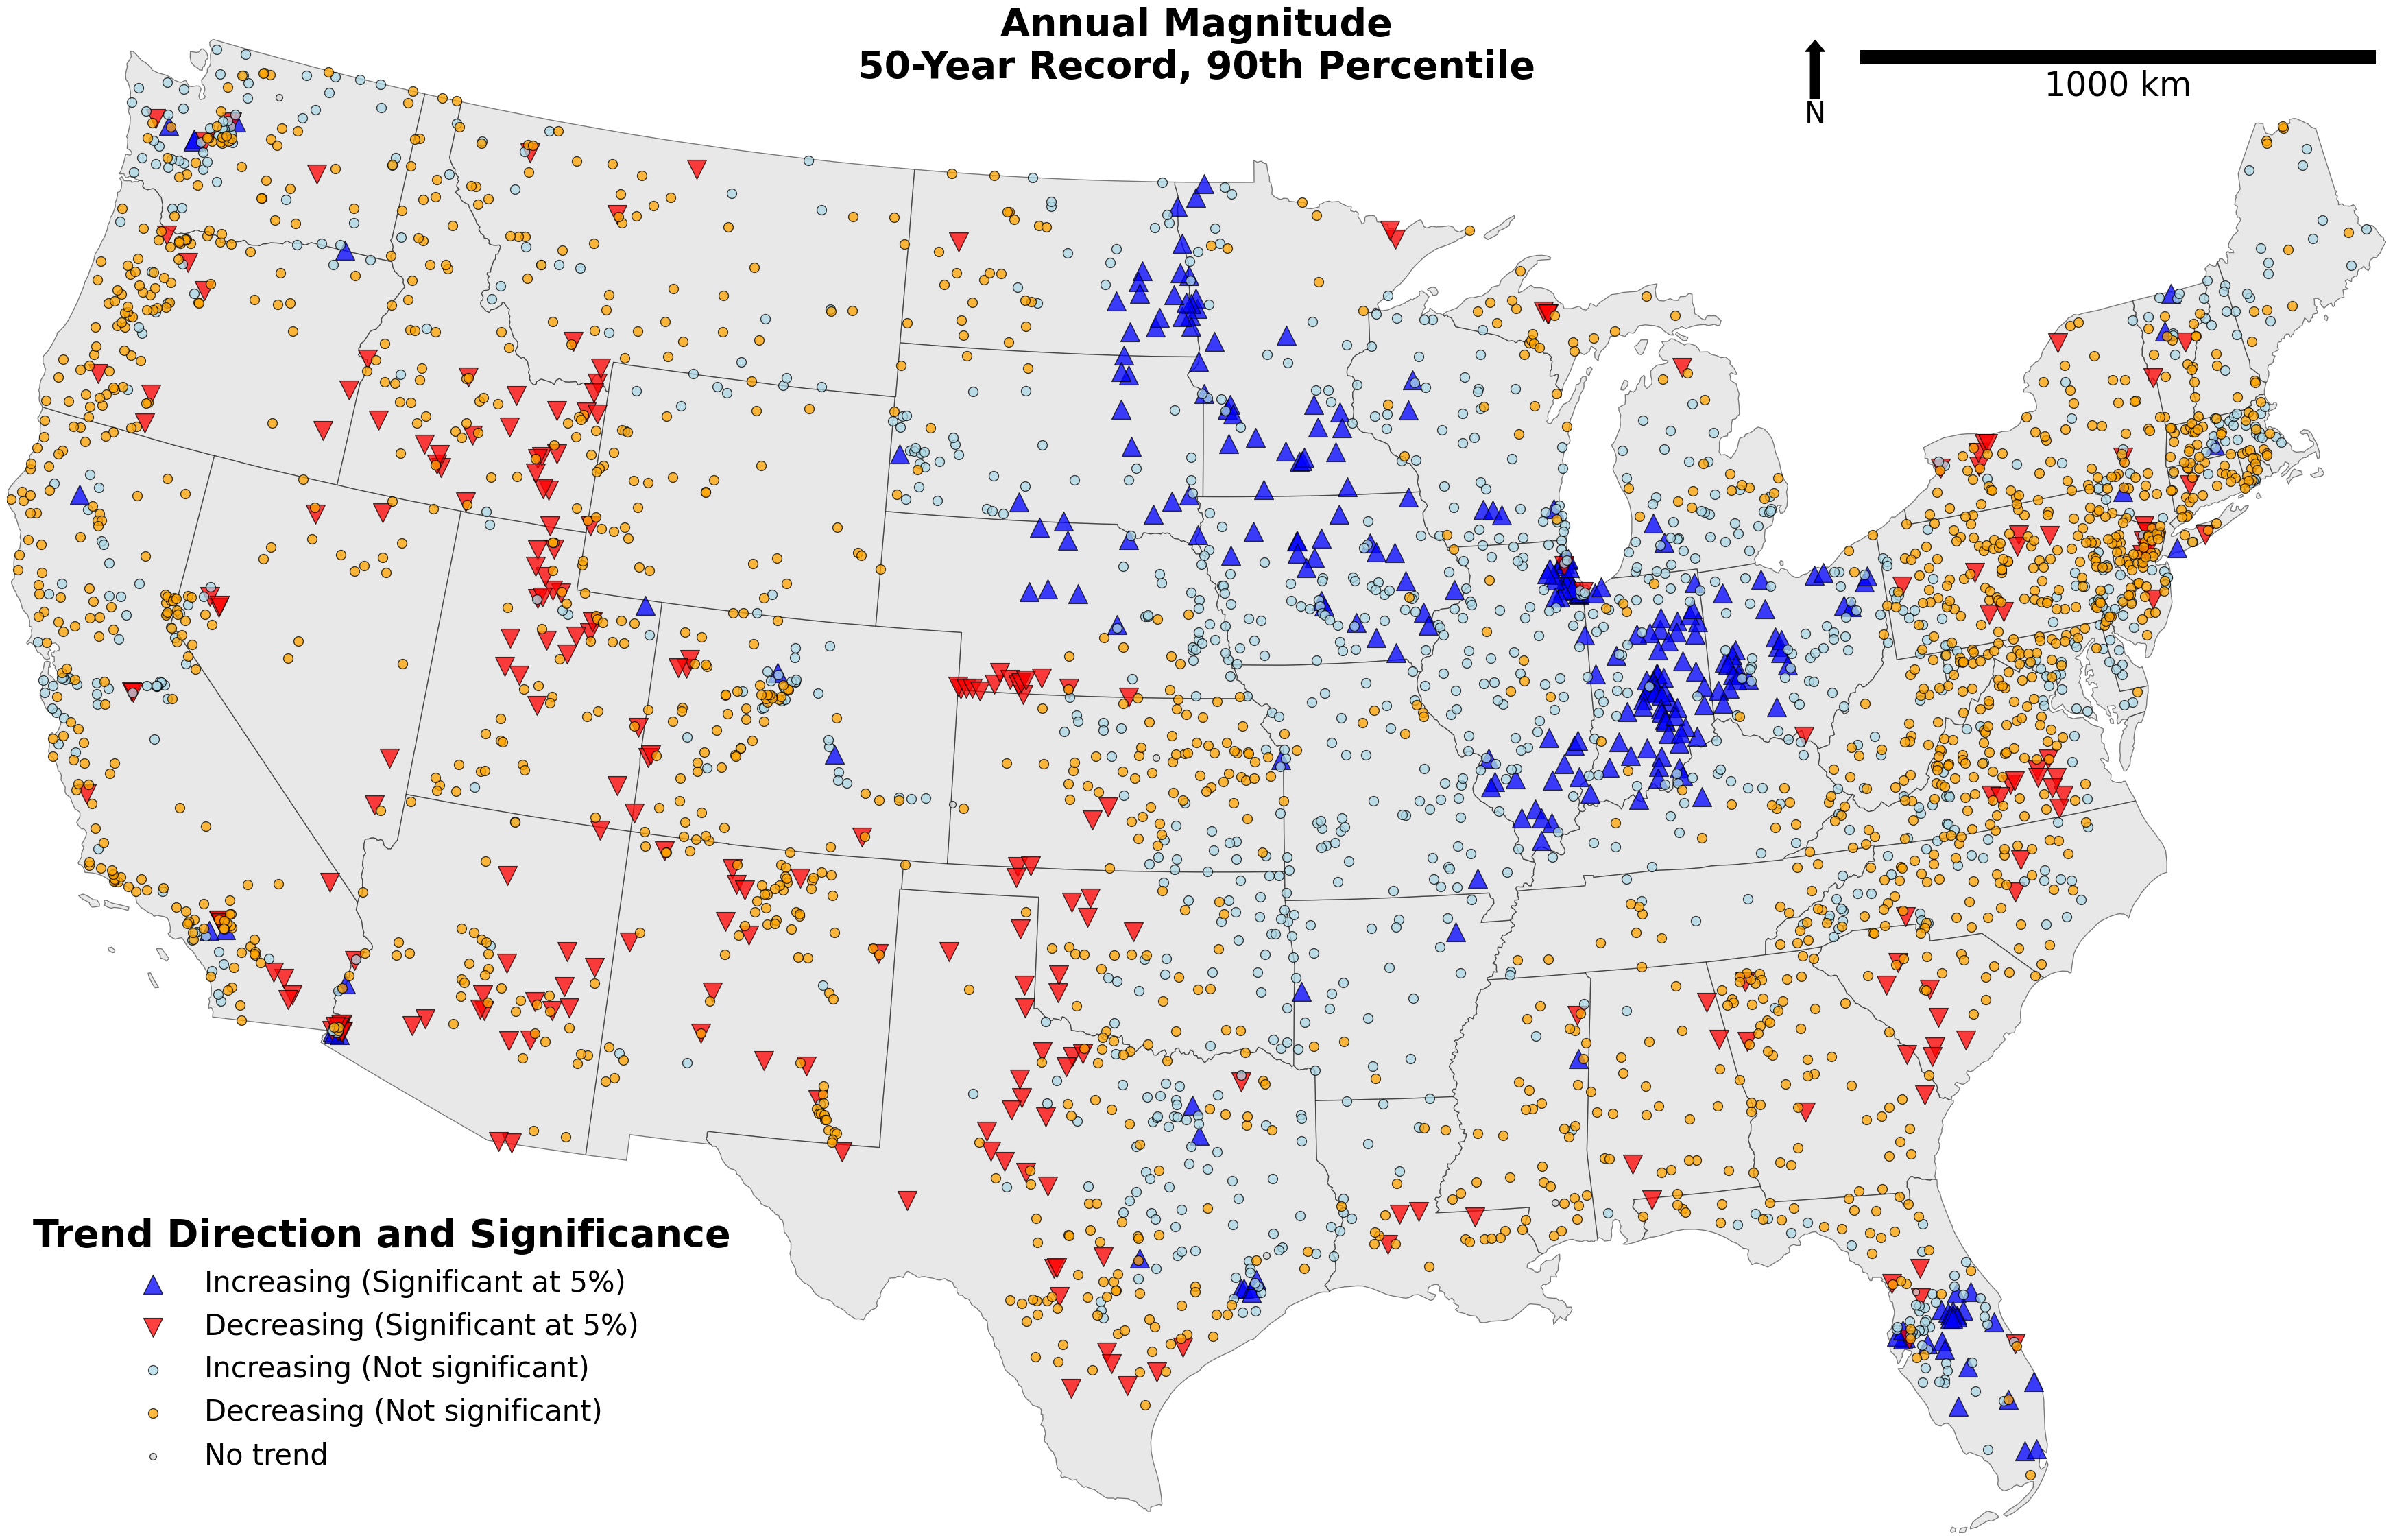 Annual Magnitude
50-Year Record, 90th Percentile
N
1000 km
Trend Direction and Significance
Increasing (Significant at 5%)
Decreasing (Significant at 5%)
Increasing (Not significant)
Decreasing (Not significant)
No trend